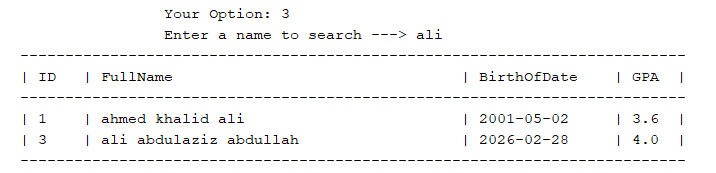 Your Option: 3
Enter a name to search ---> ali
--------------------------------------------------------------------------
| ID   | FullName                                | BirthOfDate    | GPA  |
--------------------------------------------------------------------------
| 1    | ahmed khalid ali                        | 2001-05-02     | 3.6  |
| 3    | ali abdulaziz abdullah                  | 2026-02-28     | 4.0  |
--------------------------------------------------------------------------